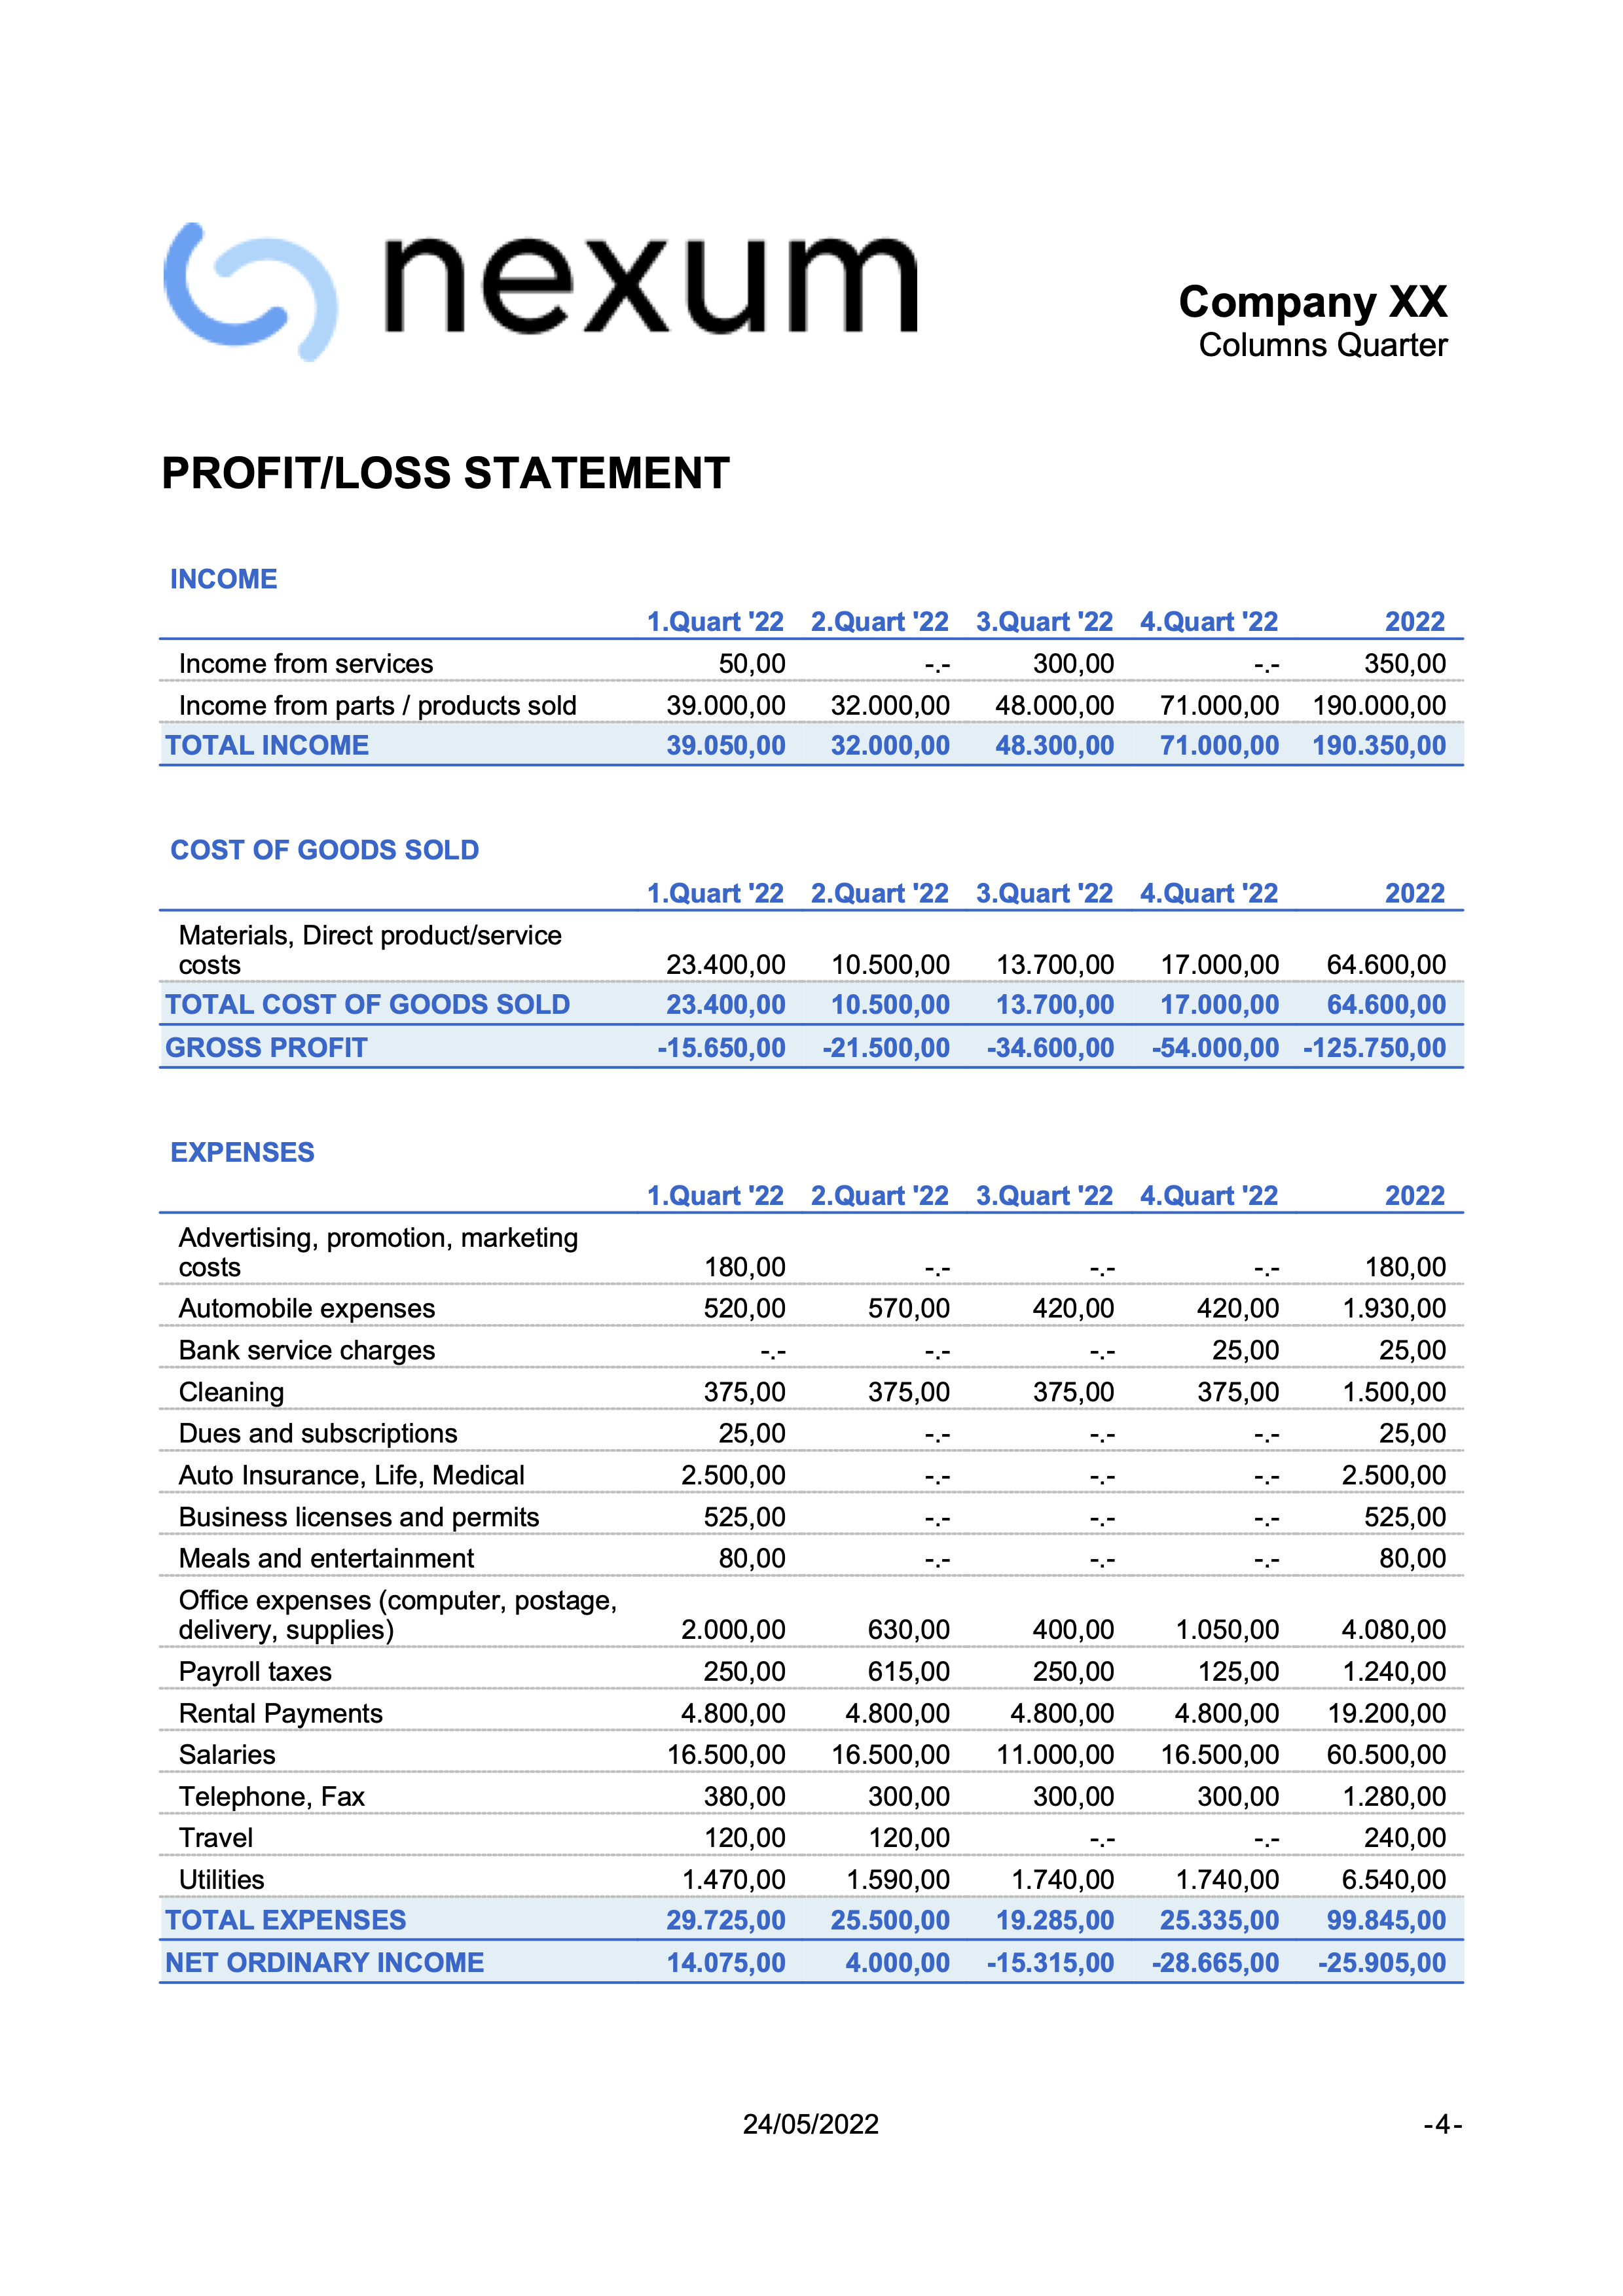 nexum
Company XX
Columns Quarter
PROFIT/LOSS STATEMENT
INCOME
1.Quart '22 2.Quart '22 3.Quart '22 4.Quart '22 2022
Income from services 50,00 -.- 300,00 -.- 350,00
Income from parts / products sold 39.000,00 32.000,00 48.000,00 71.000,00 190.000,00
TOTAL INCOME 39.050,00 32.000,00 48.300,00 71.000,00 190.350,00
COST OF GOODS SOLD
1.Quart '22 2.Quart '22 3.Quart '22 4.Quart '22 2022
Materials, Direct product/service
costs 23.400,00 10.500,00 13.700,00 17.000,00 64.600,00
TOTAL COST OF GOODS SOLD 23.400,00 10.500,00 13.700,00 17.000,00 64.600,00
GROSS PROFIT -15.650,00 -21.500,00 -34.600,00 -54.000,00 -125.750,00
EXPENSES
1.Quart '22 2.Quart '22 3.Quart '22 4.Quart '22 2022
Advertising, promotion, marketing
costs 180,00 -.- -.- -.- 180,00
Automobile expenses 520,00 570,00 420,00 420,00 1.930,00
Bank service charges -.- -.- -.- 25,00 25,00
Cleaning 375,00 375,00 375,00 375,00 1.500,00
Dues and subscriptions 25,00 -.- -.- -.- 25,00
Auto Insurance, Life, Medical 2.500,00 -.- -.- -.- 2.500,00
Business licenses and permits 525,00 -.- -.- -.- 525,00
Meals and entertainment 80,00 -.- -.- -.- 80,00
Office expenses (computer, postage,
delivery, supplies) 2.000,00 630,00 400,00 1.050,00 4.080,00
Payroll taxes 250,00 615,00 250,00 125,00 1.240,00
Rental Payments 4.800,00 4.800,00 4.800,00 4.800,00 19.200,00
Salaries 16.500,00 16.500,00 11.000,00 16.500,00 60.500,00
Telephone, Fax 380,00 300,00 300,00 300,00 1.280,00
Travel 120,00 120,00 -.- -.- 240,00
Utilities 1.470,00 1.590,00 1.740,00 1.740,00 6.540,00
TOTAL EXPENSES 29.725,00 25.500,00 19.285,00 25.335,00 99.845,00
NET ORDINARY INCOME 14.075,00 4.000,00 -15.315,00 -28.665,00 -25.905,00
24/05/2022 -4-